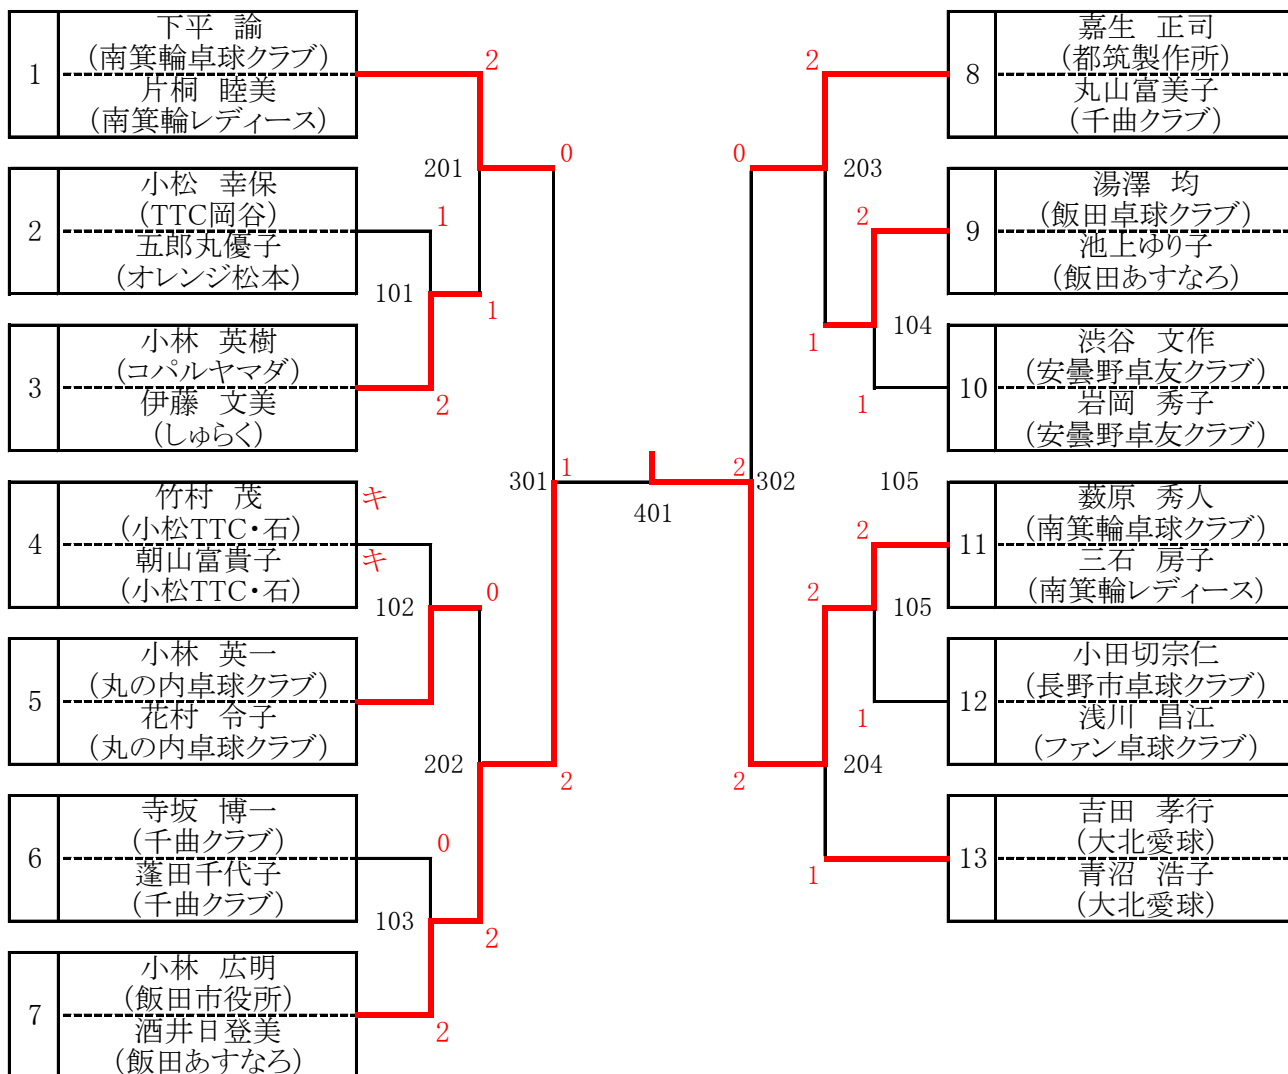 1
下平 諭
(南箕輪卓球クラブ)
片桐 睦美
(南箕輪レディース)
2
小松 幸保
(TTC岡谷)
五郎丸優子
(オレンジ松本)
3
小林 英樹
(コパルヤマダ)
伊藤 文美
(しゅらく)
4
竹村 茂
(小松TTC・石)
朝山富貴子
(小松TTC・石)
5
小林 英一
(丸の内卓球クラブ)
花村 令子
(丸の内卓球クラブ)
6
寺坂 博一
(千曲クラブ)
蓬田千代子
(千曲クラブ)
7
小林 広明
(飯田市役所)
酒井日登美
(飯田あすなろ)
2
0
201
1
101
1
2
キ
キ
301
1
102
0
202
2
0
103
2
2
401
2
0
203
2
1
104
1
2
302
105
2
2
105
1
2
204
1
8
嘉生 正司
(都筑製作所)
丸山富美子
(千曲クラブ)
9
湯澤 均
(飯田卓球クラブ)
池上ゆり子
(飯田あすなろ)
10
渋谷 文作
(安曇野卓友クラブ)
岩岡 秀子
(安曇野卓友クラブ)
11
薮原 秀人
(南箕輪卓球クラブ)
三石 房子
(南箕輪レディース)
12
小田切宗仁
(長野市卓球クラブ)
浅川 昌江
(ファン卓球クラブ)
13
吉田 孝行
(大北愛球)
青沼 浩子
(大北愛球)